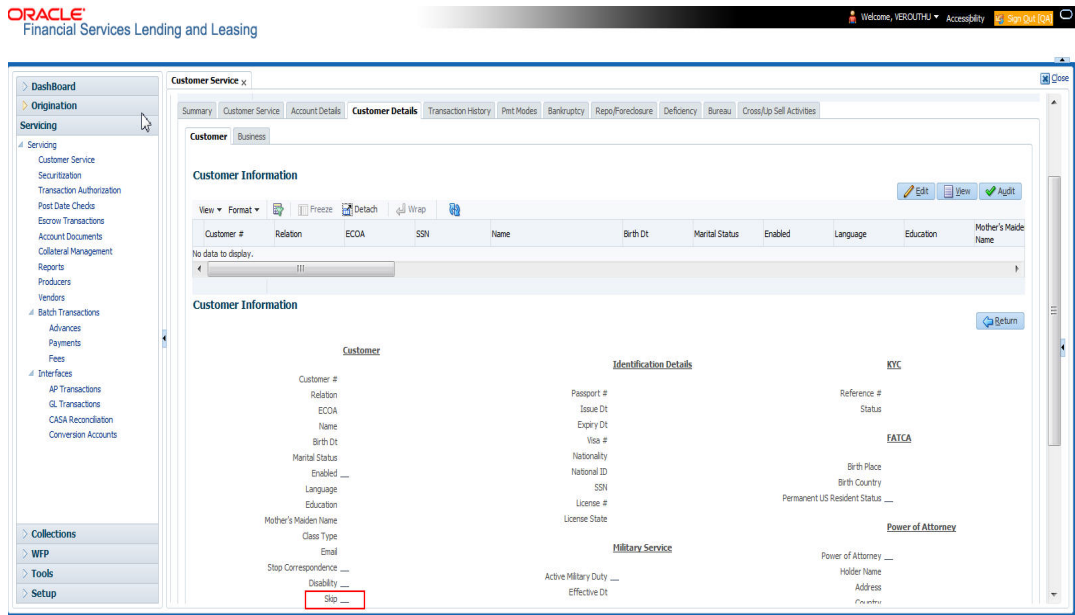 ORACLE
Financial Services Lending and Leasing
Welcome, VEROUTHU Accessibility Sign Out [QA]
Close
DashBoard
Origination
Servicing
Servicing
Customer Service
Securitization
Transaction Authorization
Post Date Checks
Escrow Transactions
Account Documents
Collateral Management
Reports
Producers
Vendors
Batch Transactions
Advances
Payments
Fees
Interfaces
AP Transactions
GL Transactions
CASA Reconciliation
Conversion Accounts
Collections
WFP
Tools
Setup
Customer Service x
Summary Customer Service Account Details Customer Details Transaction History Pmt Modes Bankruptcy Repo/Foreclosure Deficiency Bureau Cross/Up Sell Activities
Customer Business
Customer Information
Edit View Audit
View Format Freeze Detach Wrap
Customer # Relation ECOA SSN Name Birth Dt Marital Status Enabled Language Education Mother's Maide
Name
No data to display.
Customer Information
Return
Customer
Customer #
Relation
ECOA
Name
Birth Dt
Marital Status
Enabled
Language
Education
Mother's Maiden Name
Class Type
Email
Stop Correspondence
Disability
Skip
Identification Details
Passport #
Issue Dt
Expiry Dt
Visa #
Nationality
National ID
SSN
License #
License State
Military Service
Active Military Duty
Effective Dt
KYC
Reference #
Status
FATCA
Birth Place
Birth Country
Permanent US Resident Status
Power of Attorney
Power of Attorney
Holder Name
Address
Country